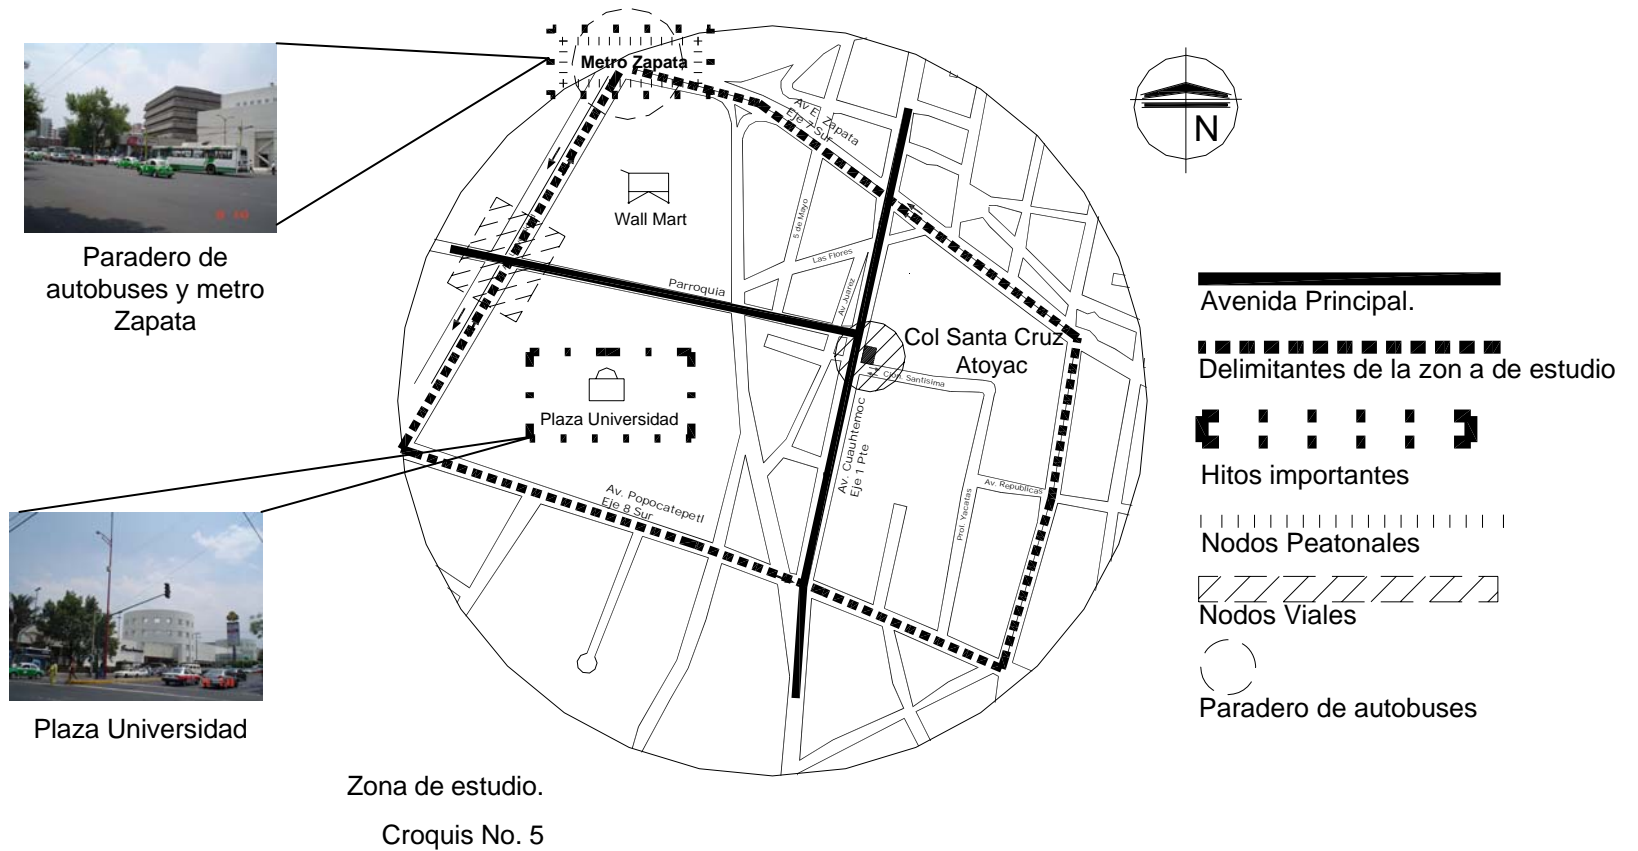 Metro Zapata
Av E. Zapata
Eje 7 Sur
N
Wall Mart
5 de Mayo
Las Flores
Parroquia
Av Juarez
Paradero de
autobuses y metro
Zapata
Col Santa Cruz
Atoyac
Cjon. Santisima
Plaza Universidad
Av. Cuauhtemoc
Eje 1 Pte
Av. Republicas
Prol. Yacatas
Av. Popocatepetl
Eje 8 Sur
Plaza Universidad
Avenida Principal.
Delimitantes de la zon a de estudio
Hitos importantes
Nodos Peatonales
Nodos Viales
Paradero de autobuses
Zona de estudio.
Croquis No. 5